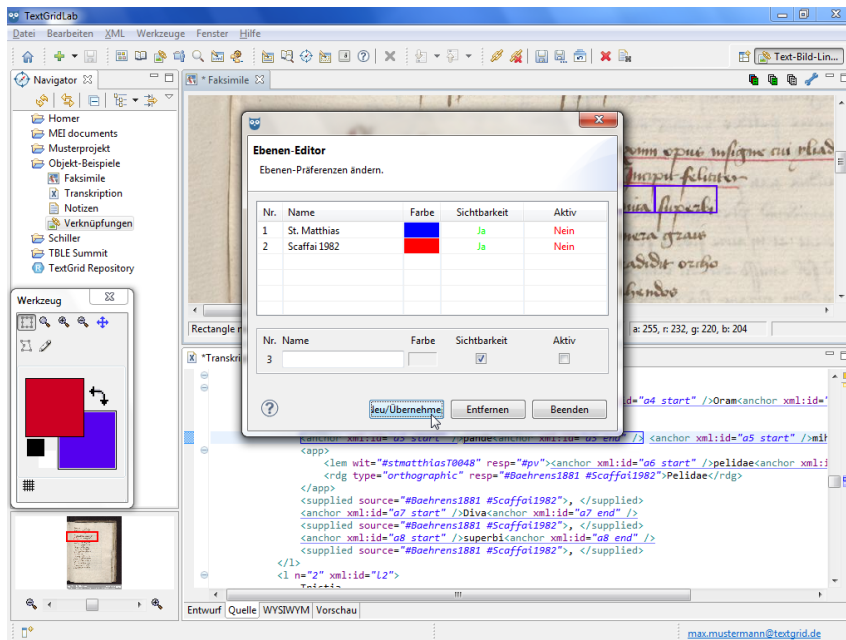 TextGridLab
Datei Bearbeiten XML Werkzeuge Fenster Hilfe
Text-Bild-Lin...
Navigator
Homer
MEI documents
Musterprojekt
Objekt-Beispiele
Faksimile
Transkription
Notizen
Verknüpfungen
Schiller
TBLE Summit
TextGrid Repository
* Faksimile
Ebenen-Editor
Ebenen-Präferenzen ändern.
Nr. Name Farbe Sichtbarkeit Aktiv
1 St. Matthias Ja Nein
2 Scaffai 1982 Ja Nein
Nr. Name Farbe Sichtbarkeit Aktiv
3
Neu/Übernehme Entfernen Beenden
Werkzeug
Rectangle
a: 255, r: 232, g: 220, b: 204
*Transkri
d="a4 start" />Oram<anchor xml:id="
<anchor xml:id="a5 start" />pande<anchor xml:id="a5 end" /> <anchor xml:id="a5 start" />mih
<app>
<lem wit="#stmatthiasT0048" resp="#pv"><anchor xml:id="a6 start" />pelidae<anchor xml:i
<rdg type="orthographic" resp="#Baehrens1881 #Scaffai1982">Pelidae</rdg>
</app>
<supplied source="#Baehrens1881 #Scaffai1982">, </supplied>
<anchor xml:id="a7 start" />Diva<anchor xml:id="a7 end" />
<supplied source="#Baehrens1881 #Scaffai1982">, </supplied>
<anchor xml:id="a8 start" />superbi<anchor xml:id="a8 end" />
<supplied source="#Baehrens1881 #Scaffai1982">, </supplied>
</l>
<l n="2" xml:id="l2">
Tristia
Entwurf Quelle WYSIWYM Vorschau
max.mustermann@textgrid.de